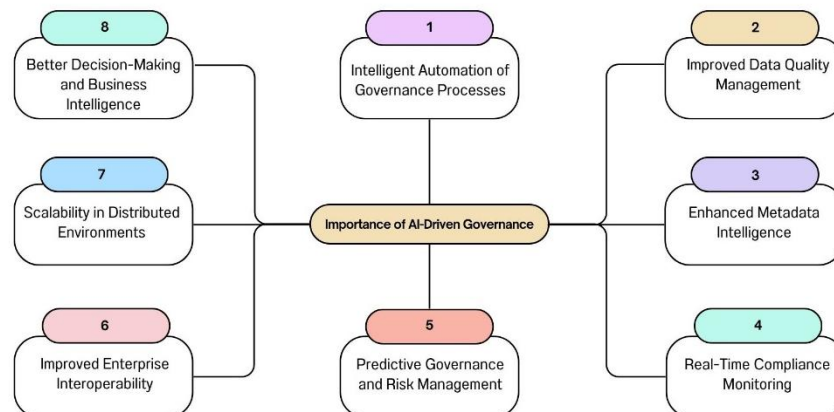 1
Intelligent Automation of
Governance Processes
2
Improved Data Quality
Management
3
Enhanced Metadata
Intelligence
4
Real-Time Compliance
Monitoring
5
Predictive Governance
and Risk Management
6
Improved Enterprise
Interoperability
7
Scalability in Distributed
Environments
8
Better Decision-Making
and Business
Intelligence
Importance of AI-Driven Governance